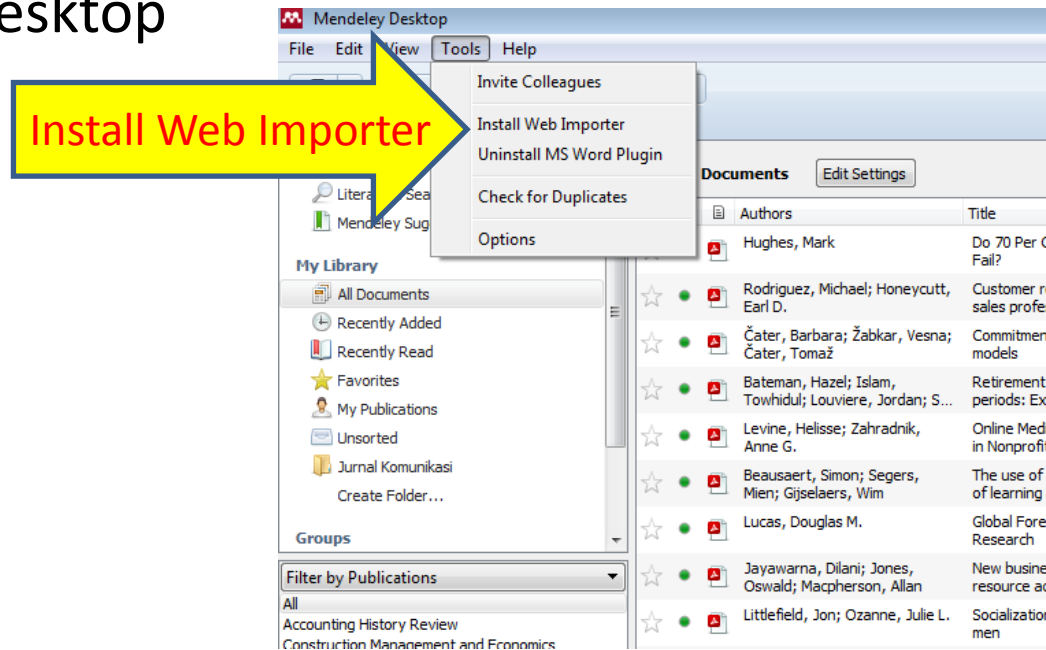 esktop
Mendeley Desktop
File Edit View Tools Help
Install Web Importer
Invite Colleagues
Install Web Importer
Uninstall MS Word Plugin
Check for Duplicates
Options
Documents Edit Settings
Authors Title
Mendeley Sug
My Library
All Documents
Recently Added
Recently Read
Favorites
My Publications
Unsorted
Jurnal Komunikasi
Create Folder...
Groups
Filter by Publications
All
Accounting History Review
Construction Management and Economics
Hughes, Mark
Do 70 Per
Fail?
Rodriguez, Michael; Honeycutt,
Earl D.
Customer r
sales profes
Čater, Barbara; Žabkar, Vesna;
Čater, Tomaž
Commitmen
models
Bateman, Hazel; Islam,
Towhidul; Louviere, Jordan; S...
Retirement
periods: Ex
Levine, Helisse; Zahradnik,
Anne G.
Online Medi
in Nonprofit
Beausaert, Simon; Segers,
Mien; Gijselaers, Wim
The use of
of learning
Lucas, Douglas M.
Global Fore
Research
Jayawarna, Dilani; Jones,
Oswald; Macpherson, Allan
New busine
resource ac
Littlefield, Jon; Ozanne, Julie L.
Socialization
men